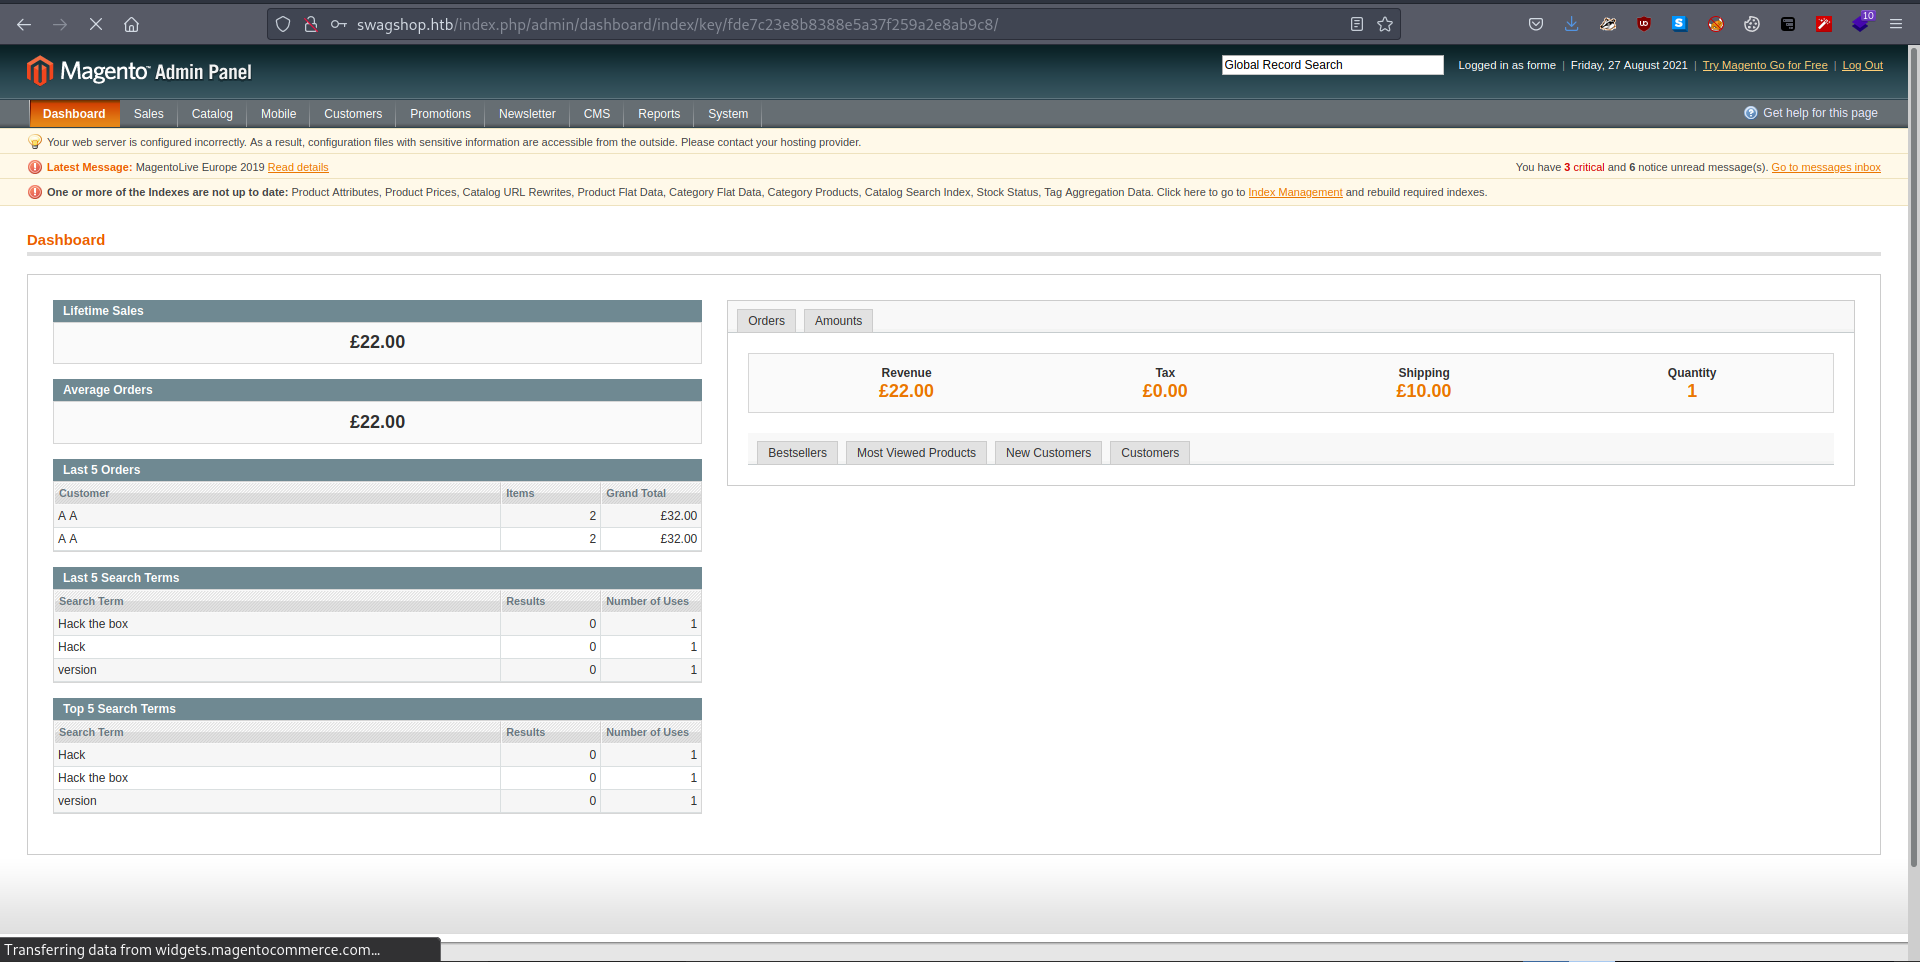 swagshop.htb/index.php/admin/dashboard/index/key/fde7c23e8b8388e5a37f259a2e8ab9c8/
10
Magento Admin Panel
Global Record Search
Logged in as forme | Friday, 27 August 2021 | Try Magento Go for Free | Log Out
Dashboard Sales Catalog Mobile Customers Promotions Newsletter CMS Reports System
Get help for this page
Your web server is configured incorrectly. As a result, configuration files with sensitive information are accessible from the outside. Please contact your hosting provider.
Latest Message: MagentoLive Europe 2019 Read details
You have 3 critical and 6 notice unread message(s). Go to messages inbox
One or more of the Indexes are not up to date: Product Attributes, Product Prices, Catalog URL Rewrites, Product Flat Data, Category Flat Data, Category Products, Catalog Search Index, Stock Status, Tag Aggregation Data. Click here to go to Index Management and rebuild required indexes.
Dashboard
Lifetime Sales
£22.00
Average Orders
£22.00
Last 5 Orders
Customer Items Grand Total
A A 2 £32.00
A A 2 £32.00
Last 5 Search Terms
Search Term Results Number of Uses
Hack the box 0 1
Hack 0 1
version 0 1
Top 5 Search Terms
Search Term Results Number of Uses
Hack 0 1
Hack the box 0 1
version 0 1
Orders Amounts
Revenue Tax Shipping Quantity
£22.00 £0.00 £10.00 1
Bestsellers Most Viewed Products New Customers Customers
Transferring data from widgets.magentocommerce.com...